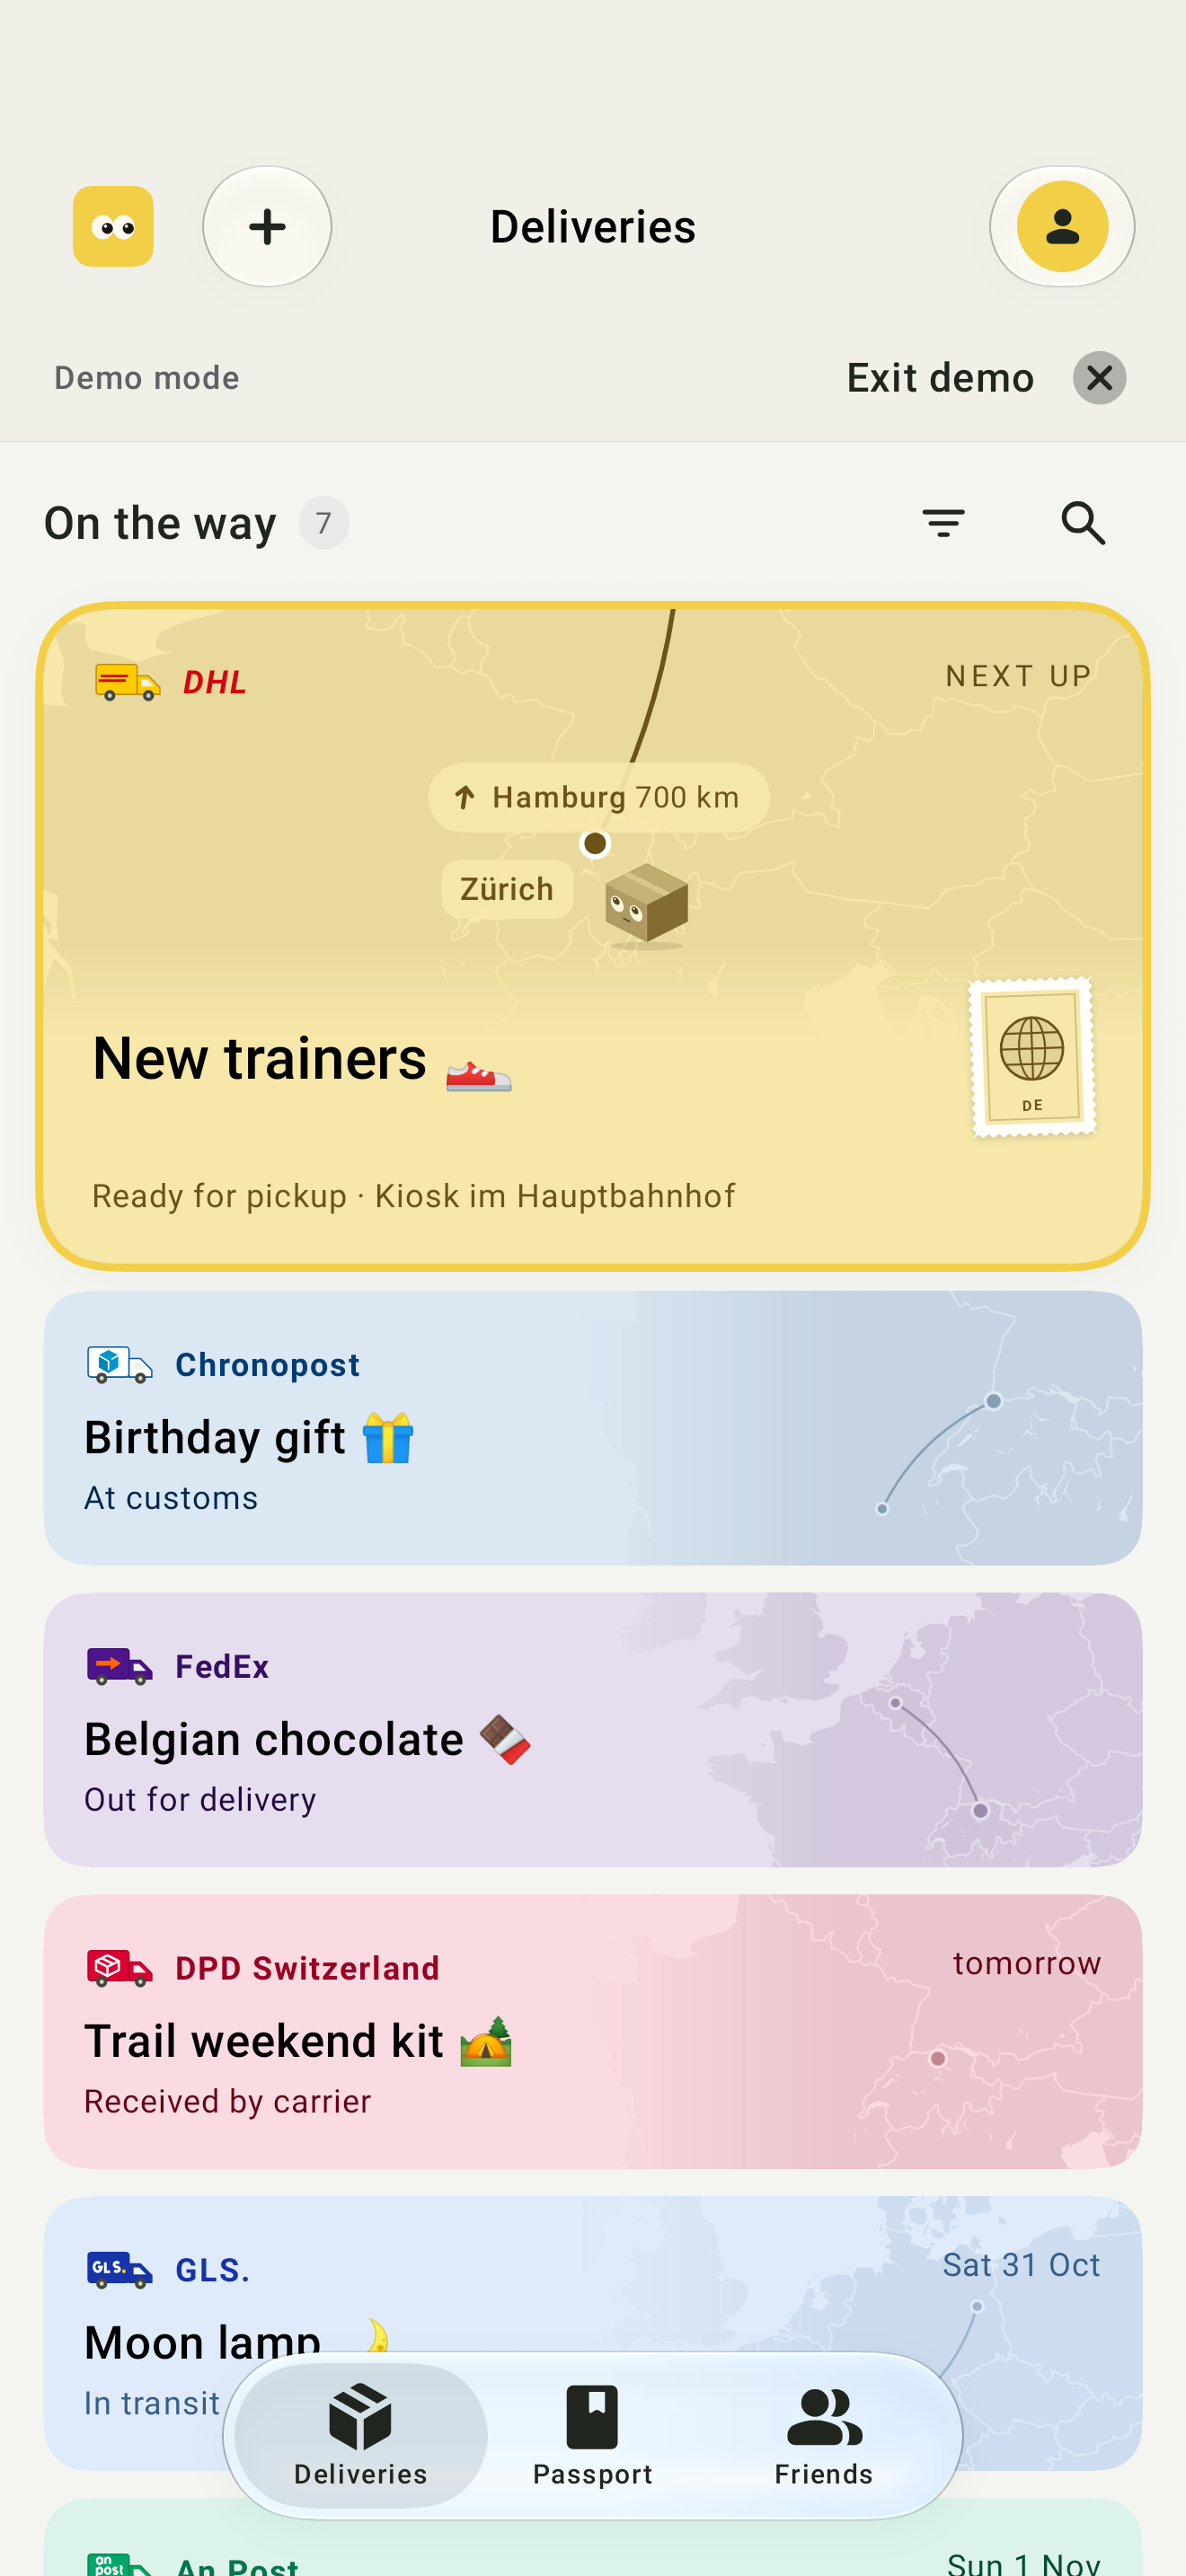 Deliveries
Demo mode
Exit demo
On the way 7
DHL
NEXT UP
Hamburg 700 km
Zürich
New trainers
DE
Ready for pickup · Kiosk im Hauptbahnhof
Chronopost
Birthday gift
At customs
FedEx
Belgian chocolate
Out for delivery
DPD Switzerland
tomorrow
Trail weekend kit
Received by carrier
GLS.
GLS.
Sat 31 Oct
Moon lamp
In transit
Deliveries
Passport
Friends
an
post
An Post
Sun 1 Nov